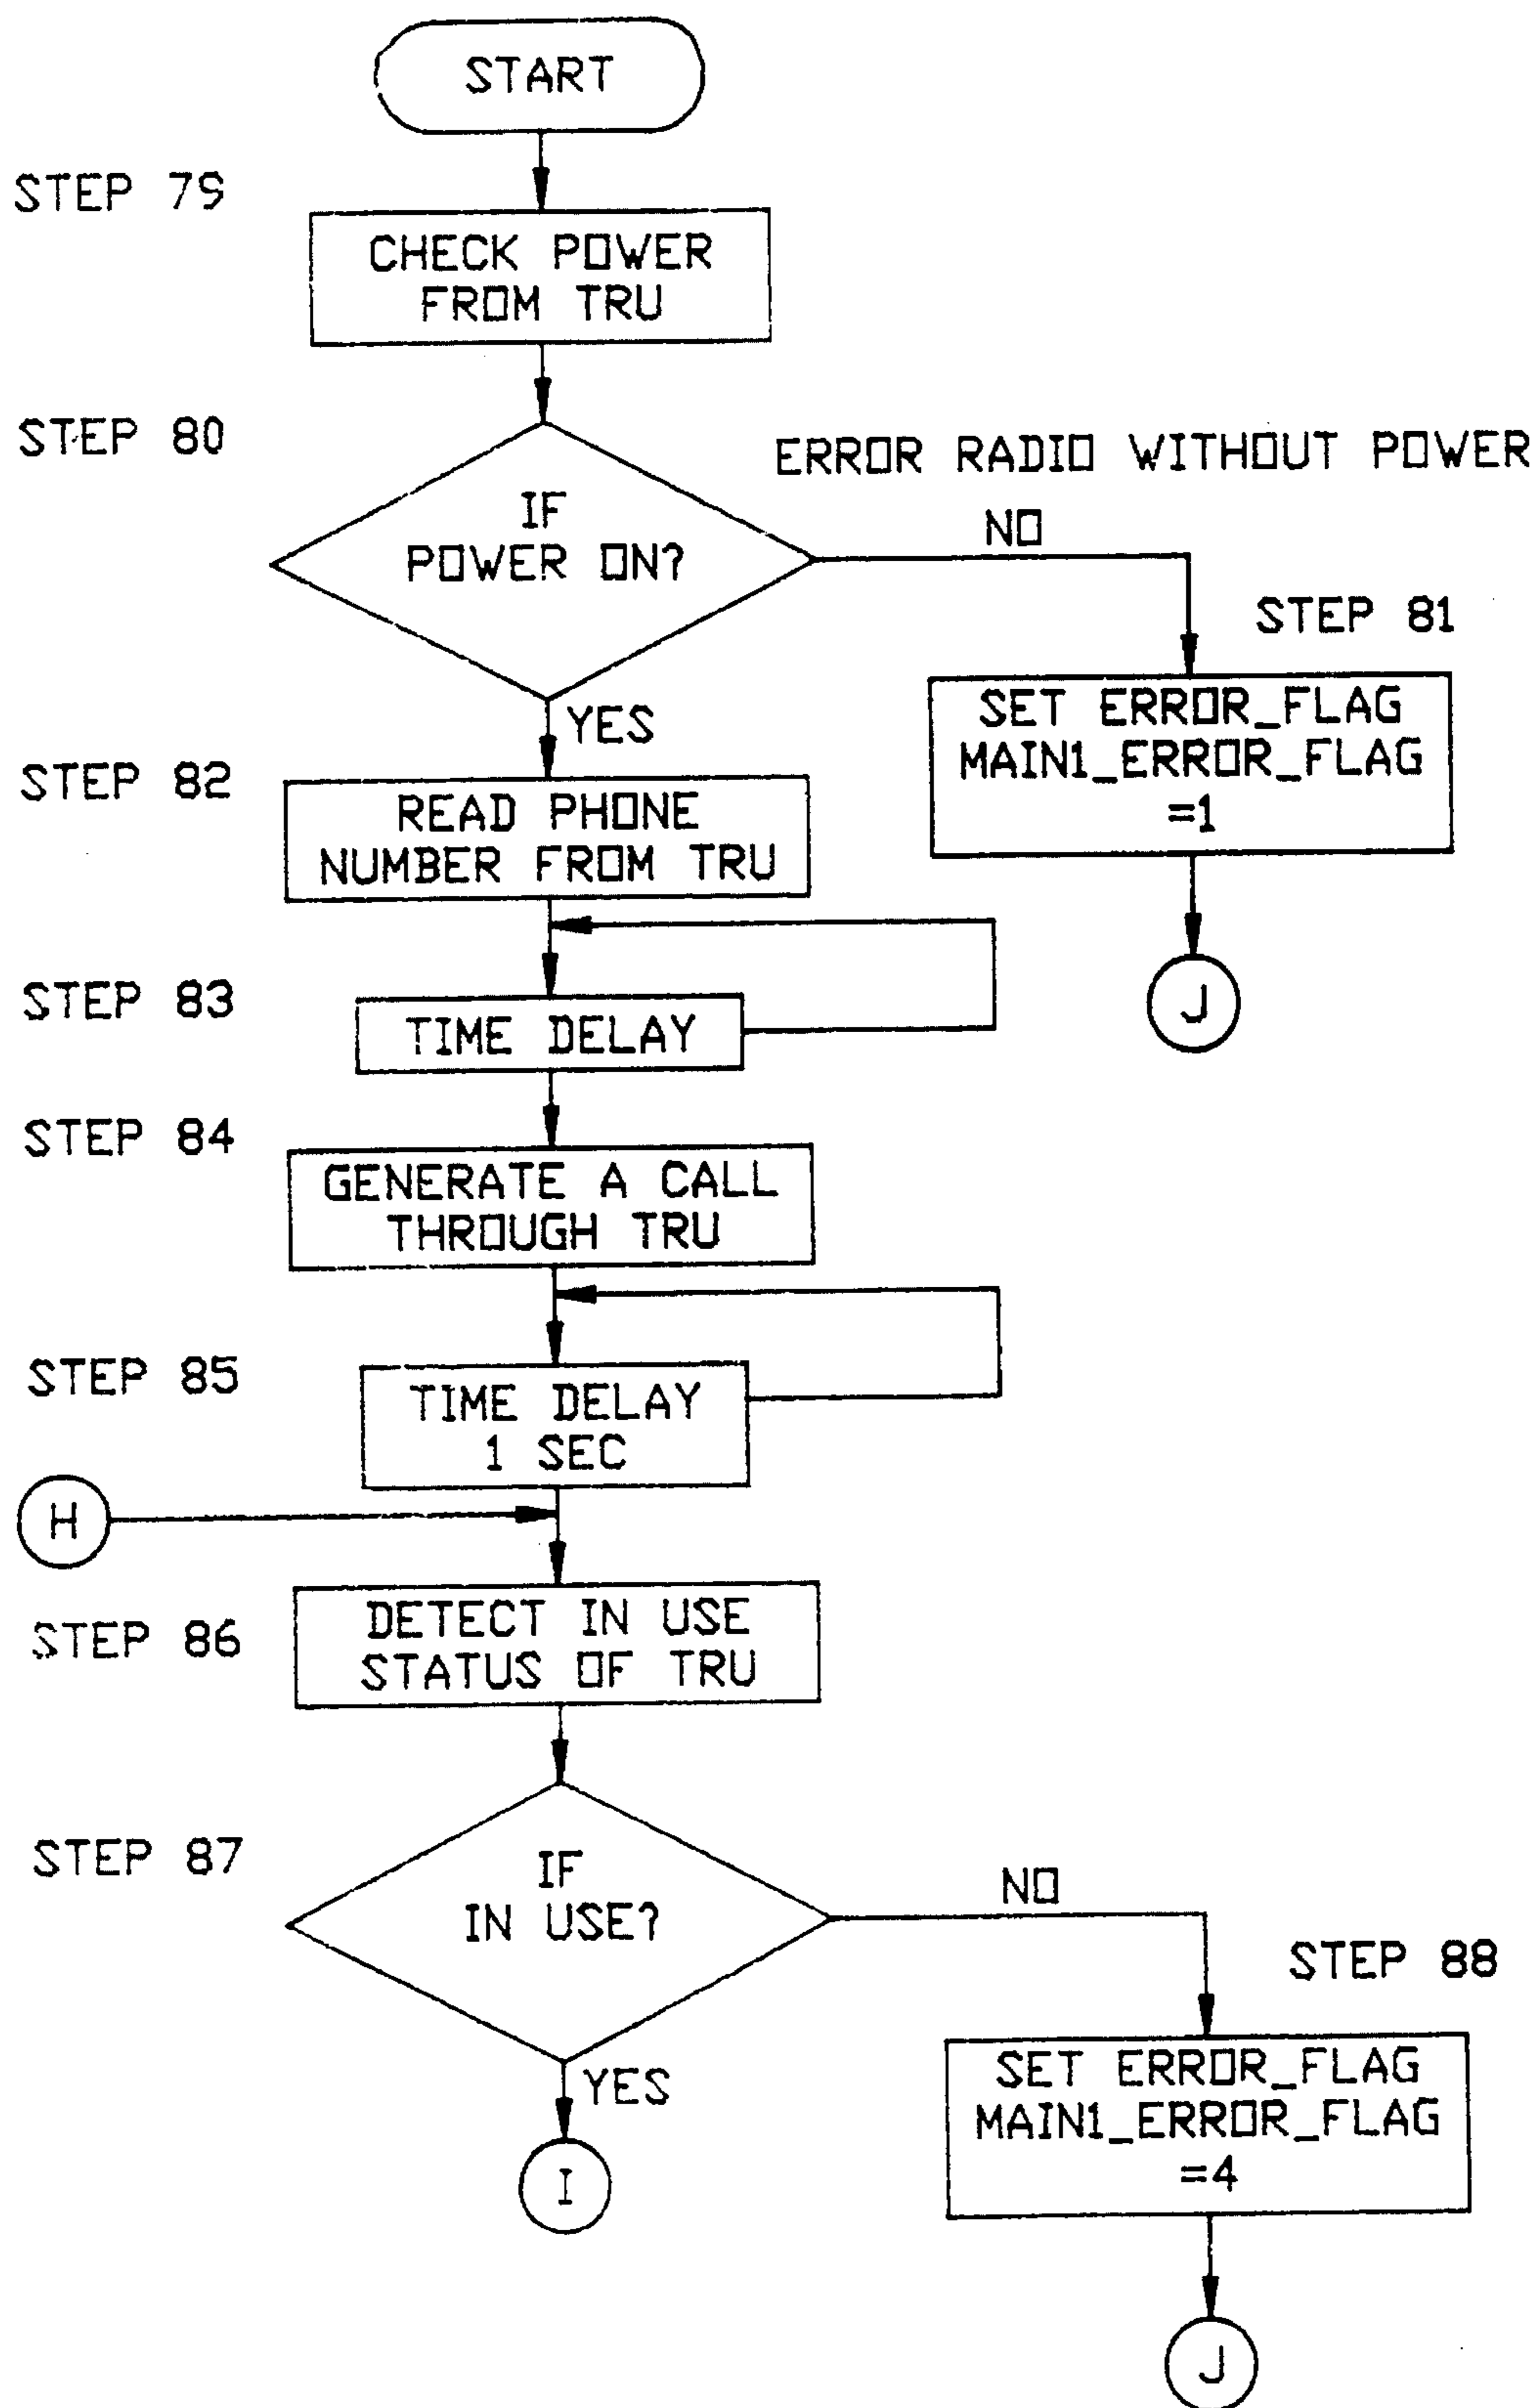 START
STEP 79
CHECK POWER
FROM TRU
STEP 80
IF
POWER ON?
ERROR RADIO WITHOUT POWER
NO
STEP 81
SET ERROR_FLAG
MAIN1_ERROR_FLAG
=1
J
YES
STEP 82
READ PHONE
NUMBER FROM TRU
STEP 83
TIME DELAY
STEP 84
GENERATE A CALL
THROUGH TRU
STEP 85
TIME DELAY
1 SEC
H
STEP 86
DETECT IN USE
STATUS OF TRU
STEP 87
IF
IN USE?
NO
STEP 88
SET ERROR_FLAG
MAIN1_ERROR_FLAG
=4
J
YES
I